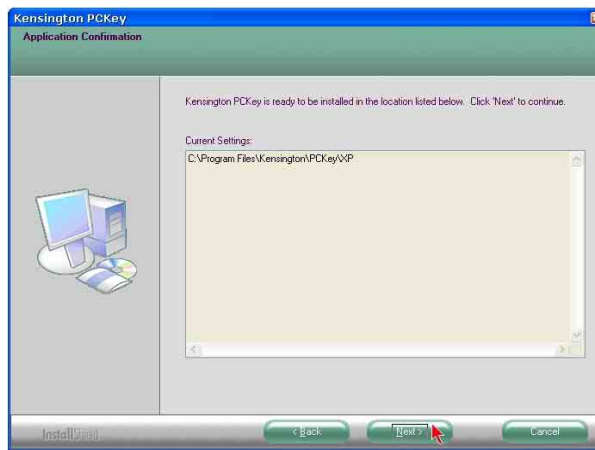 Kensington PCKey
Application Confirmation
Kensington PCKey is ready to be installed in the location listed below. Click 'Next' to continue.
Current Settings:
C:\Program Files\Kensington\PCKey\XP
InstallShield
< Back
Next >
Cancel